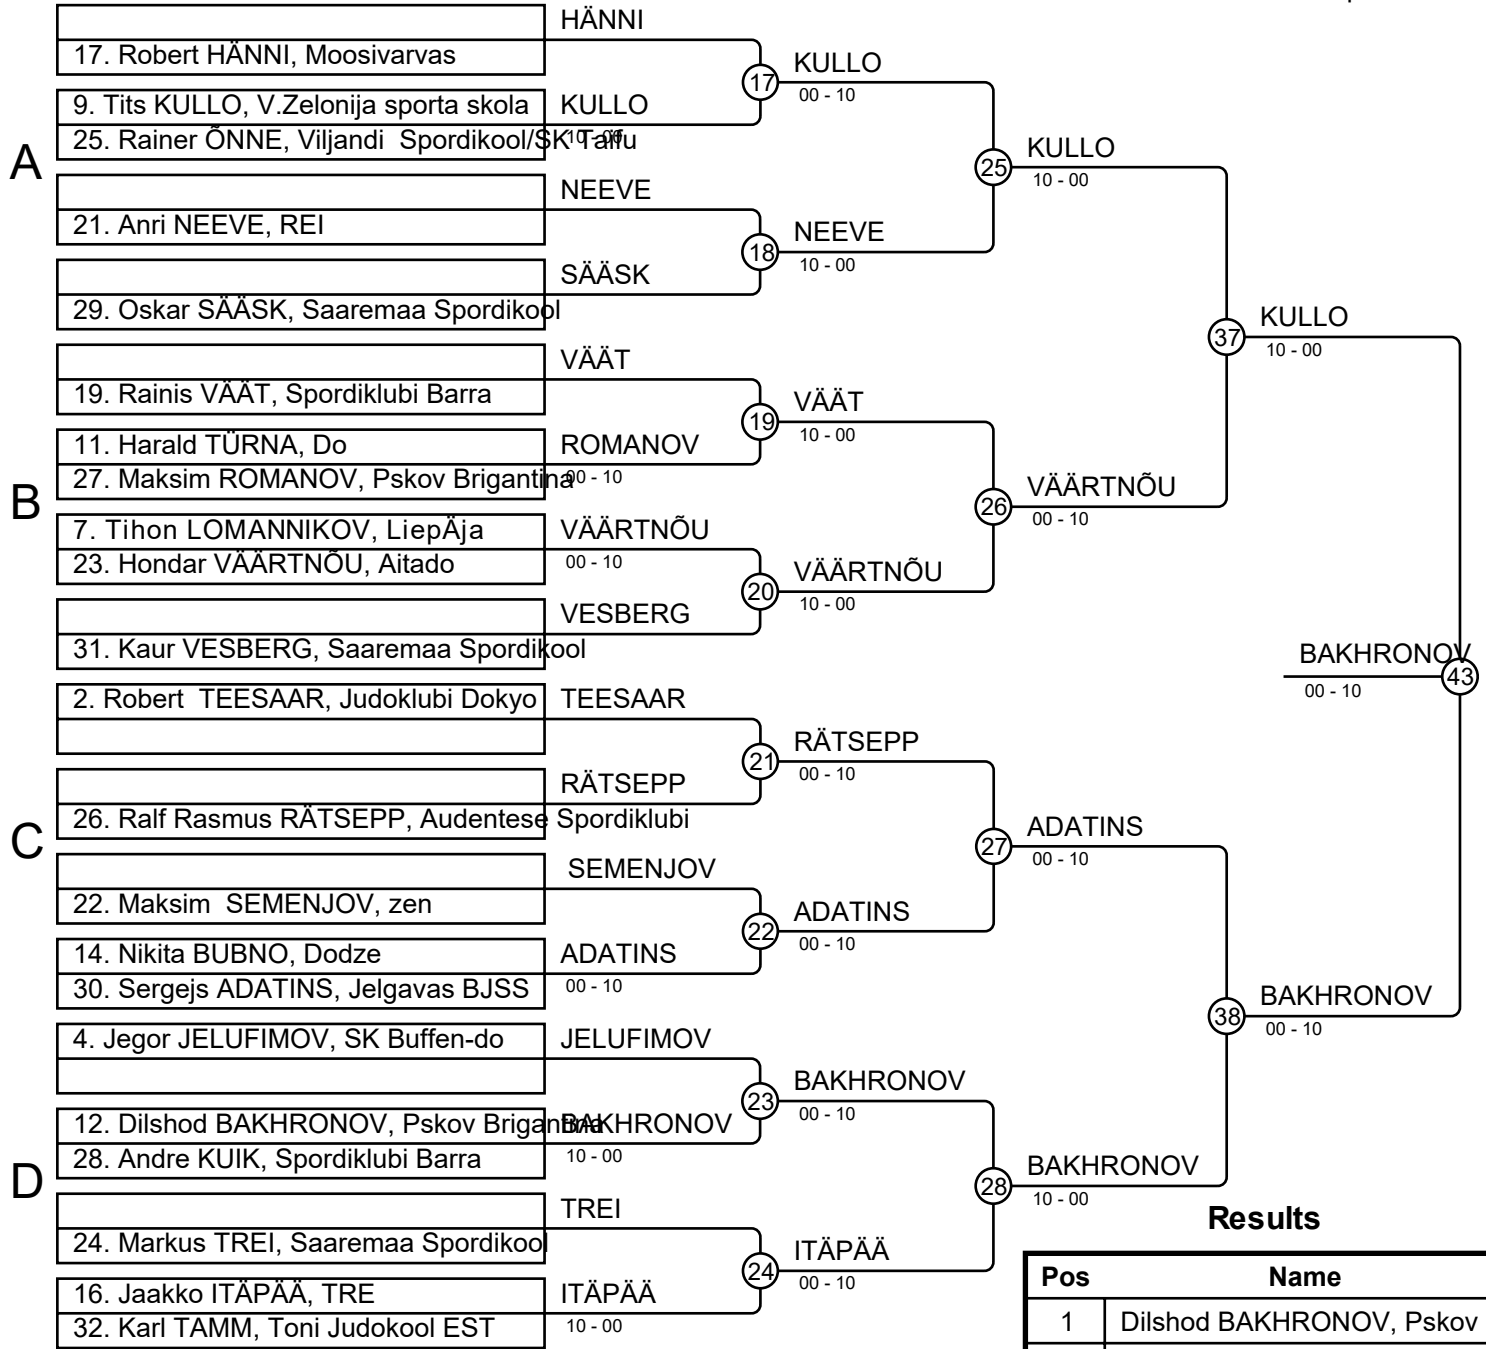 HÄNNI
17. Robert HÄNNI, Moosivarvas
17
KULLO
00 - 10
9. Tits KULLO, V.Zelonija sporta skola
KULLO
10 - 00
25. Rainer ÕNNE, Viljandi Spordikool/SK Taifu
A
25
KULLO
10 - 00
NEEVE
21. Anri NEEVE, REI
18
NEEVE
10 - 00
SÄÄSK
29. Oskar SÄÄSK, Saaremaa Spordikool
37
KULLO
10 - 00
VÄÄT
19. Rainis VÄÄT, Spordiklubi Barra
19
VÄÄT
10 - 00
11. Harald TÜRNA, Do
ROMANOV
27. Maksim ROMANOV, Pskov Brigantina
00 - 10
B
26
VÄÄRTNÕU
00 - 10
7. Tihon LOMANNIKOV, LiepÄja
VÄÄRTNÕU
23. Hondar VÄÄRTNÕU, Aitado
00 - 10
20
VÄÄRTNÕU
10 - 00
VESBERG
31. Kaur VESBERG, Saaremaa Spordikool
BAKHRONOV
43
00 - 10
2. Robert TEESAAR, Judoklubi Dokyo
TEESAAR
21
RÄTSEPP
00 - 10
RÄTSEPP
26. Ralf Rasmus RÄTSEPP, Audentese Spordiklubi
C
27
ADATINS
00 - 10
SEMENJOV
22. Maksim SEMENJOV, zen
22
ADATINS
00 - 10
14. Nikita BUBNO, Dodze
ADATINS
30. Sergejs ADATINS, Jelgavas BJSS
00 - 10
38
BAKHRONOV
00 - 10
4. Jegor JELUFIMOV, SK Buffen-do
JELUFIMOV
23
BAKHRONOV
00 - 10
12. Dilshod BAKHRONOV, Pskov Brigantina
BAKHRONOV
28. Andre KUIK, Spordiklubi Barra
10 - 00
D
28
BAKHRONOV
10 - 00
TREI
24. Markus TREI, Saaremaa Spordikool
24
ITÄPÄÄ
00 - 10
16. Jaakko ITÄPÄÄ, TRE
ITÄPÄÄ
32. Karl TAMM, Toni Judokool EST
10 - 00
Results
Pos Name
1 Dilshod BAKHRONOV, Pskov